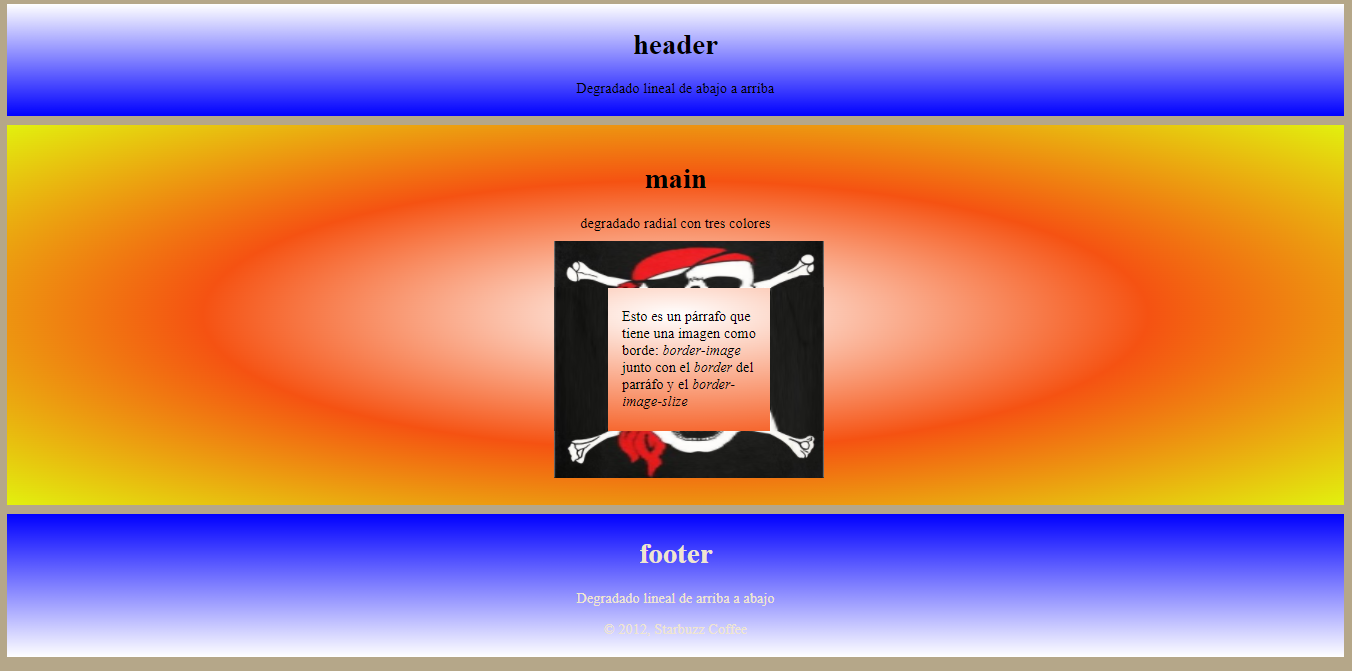 header
Degradado lineal de abajo a arriba
main
degradado radial con tres colores
Esto es un párrafo que
tiene una imagen como
borde: border-image
junto con el border del
parráfo y el border-
image-slize
footer
Degradado lineal de arriba a abajo
© 2012, Starbuzz Coffee